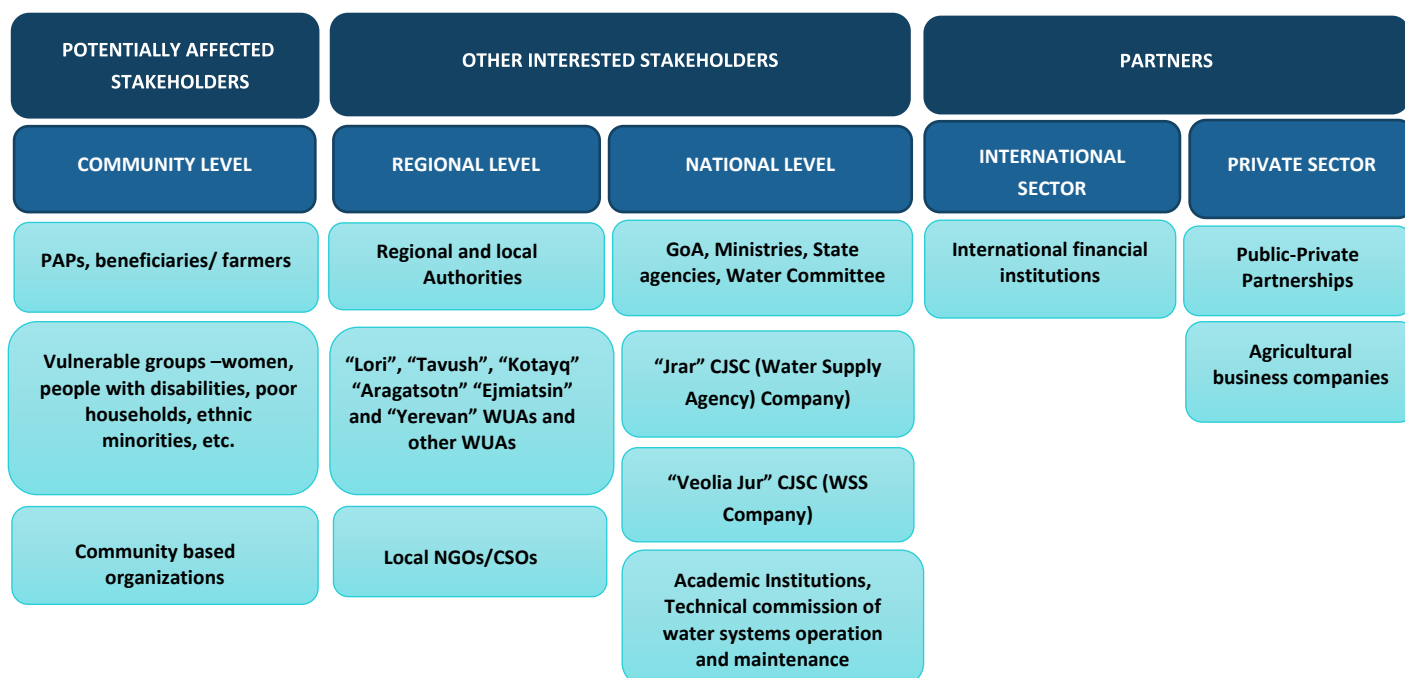 POTENTIALLY AFFECTED
STAKEHOLDERS
OTHER INTERESTED STAKEHOLDERS
PARTNERS
COMMUNITY LEVEL
REGIONAL LEVEL
NATIONAL LEVEL
INTERNATIONAL
SECTOR
PRIVATE SECTOR
PAPs, beneficiaries/ farmers
Regional and local
Authorities
GoA, Ministries, State
agencies, Water Committee
International financial
institutions
Public-Private
Partnerships
Vulnerable groups –women,
people with disabilities, poor
households, ethnic
minorities, etc.
“Lori”, “Tavush”, “Kotayq”
“Aragatsotn” “Ejmiatsin”
and “Yerevan” WUAs and
other WUAs
“Jrar” CJSC (Water Supply
Agency) Company)
Agricultural
business companies
“Veolia Jur” CJSC (WSS
Company)
Community based
organizations
Local NGOs/CSOs
Academic Institutions,
Technical commission of
water systems operation
and maintenance